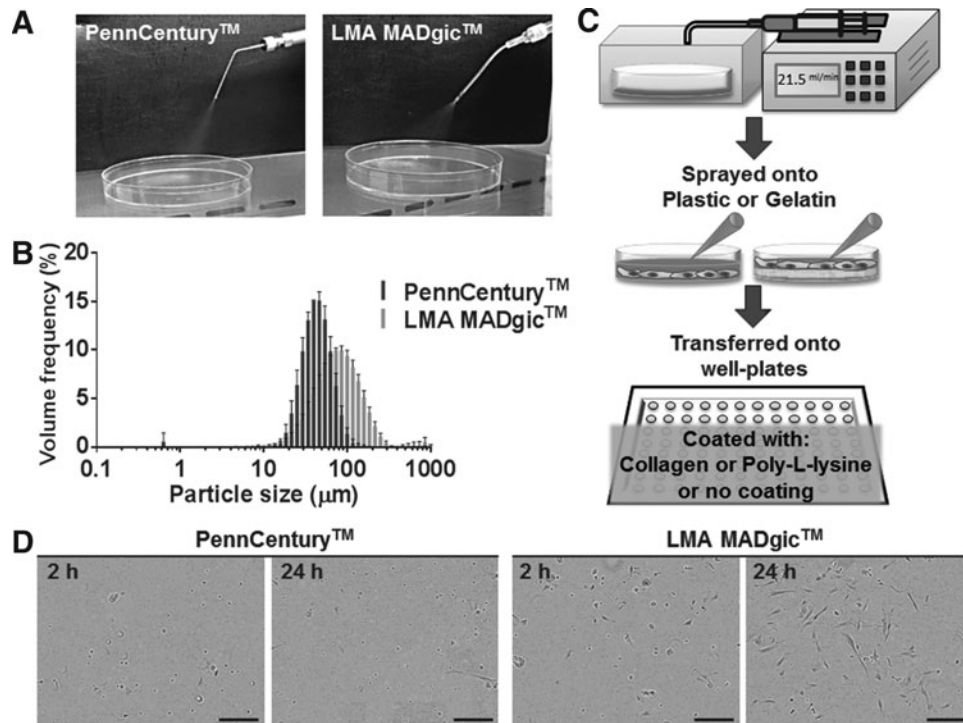 A
PennCentury™
LMA MADgic™
B
Volume frequency (%)
20
15
10
5
0
0.1
1
10
100
1000
Particle size (μm)
PennCentury™
LMA MADgic™
C
21.5 ml/min
Sprayed onto
Plastic or Gelatin
Transferred onto
well-plates
Coated with:
Collagen or Poly-L-lysine
or no coating
D
PennCentury™
LMA MADgic™
2 h
24 h
2 h
24 h